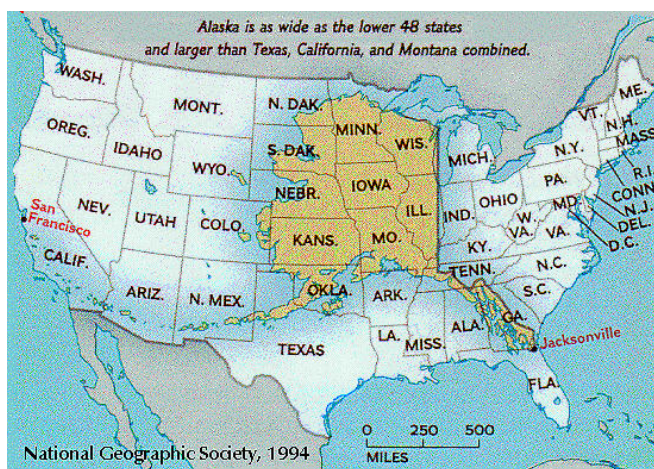 Alaska is as wide as the lower 48 states
and larger than Texas, California, and Montana combined.
WASH.
MONT.
N. DAK.
MINN.
ME.
VT.
N.H.
OREG.
IDAHO
WYO.
S. DAK.
WIS.
MICH.
N.Y.
MASS.
R.I.
CONN.
San
Francisco
NEV.
UTAH
COLO.
NEBR.
IOWA
ILL.
IND.
OHIO
PA.
N.J.
MD.
DEL.
D.C.
W.
VA.
VA.
CALIF.
KANS.
MO.
KY.
TENN.
N.C.
ARIZ.
N. MEX.
OKLA.
ARK.
S.C.
TEXAS
LA.
MISS.
ALA.
GA.
Jacksonville
FLA.
0 250 500
MILES
National Geographic Society, 1994